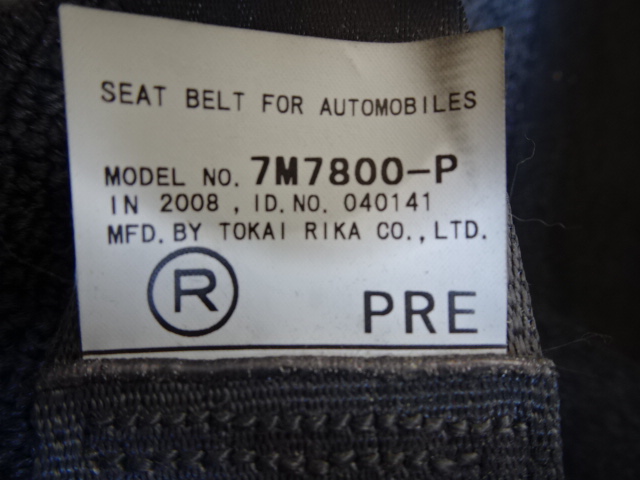 SEAT BELT FOR AUTOMOBILES
MODEL NO. 7M7800-P
IN 2008, ID. NO. 040141
MFD. BY TOKAI RIKA CO., LTD.
R PRE